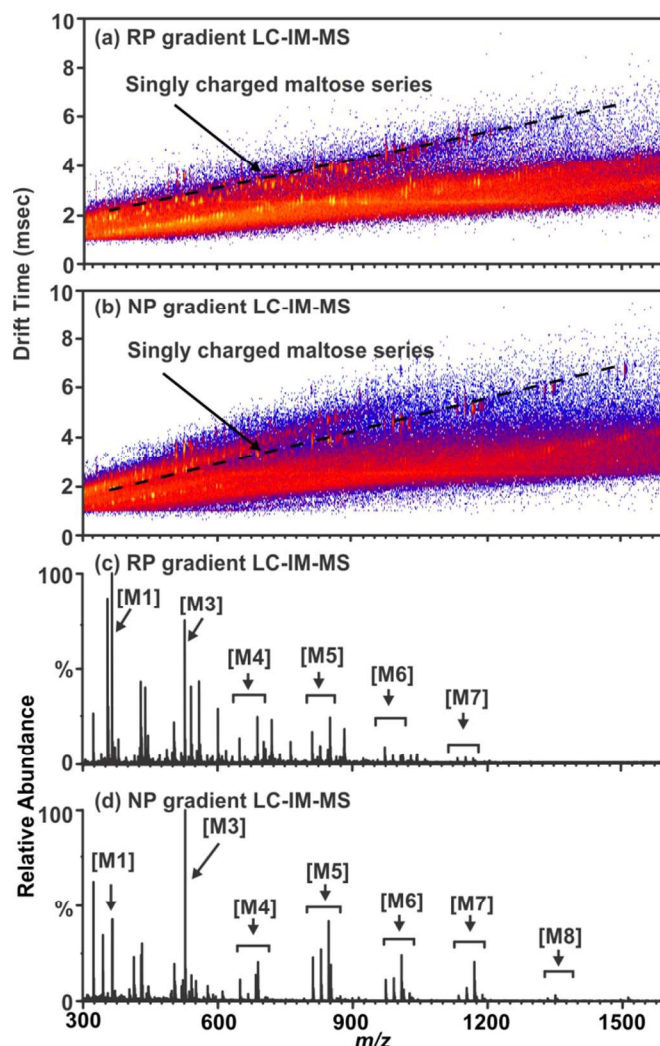 (a) RP gradient LC-IM-MS
Singly charged maltose series
10
8
6
4
2
0
Drift Time (msec)
(b) NP gradient LC-IM-MS
Singly charged maltose series
10
8
6
4
2
0
(c) RP gradient LC-IM-MS
100
[M1]
[M3]
[M4]
[M5]
[M6]
[M7]
%
0
Relative Abundance
(d) NP gradient LC-IM-MS
100
[M3]
[M1]
[M5]
[M4]
[M6]
[M7]
[M8]
%
0
300 600 900 1200 1500
m/z